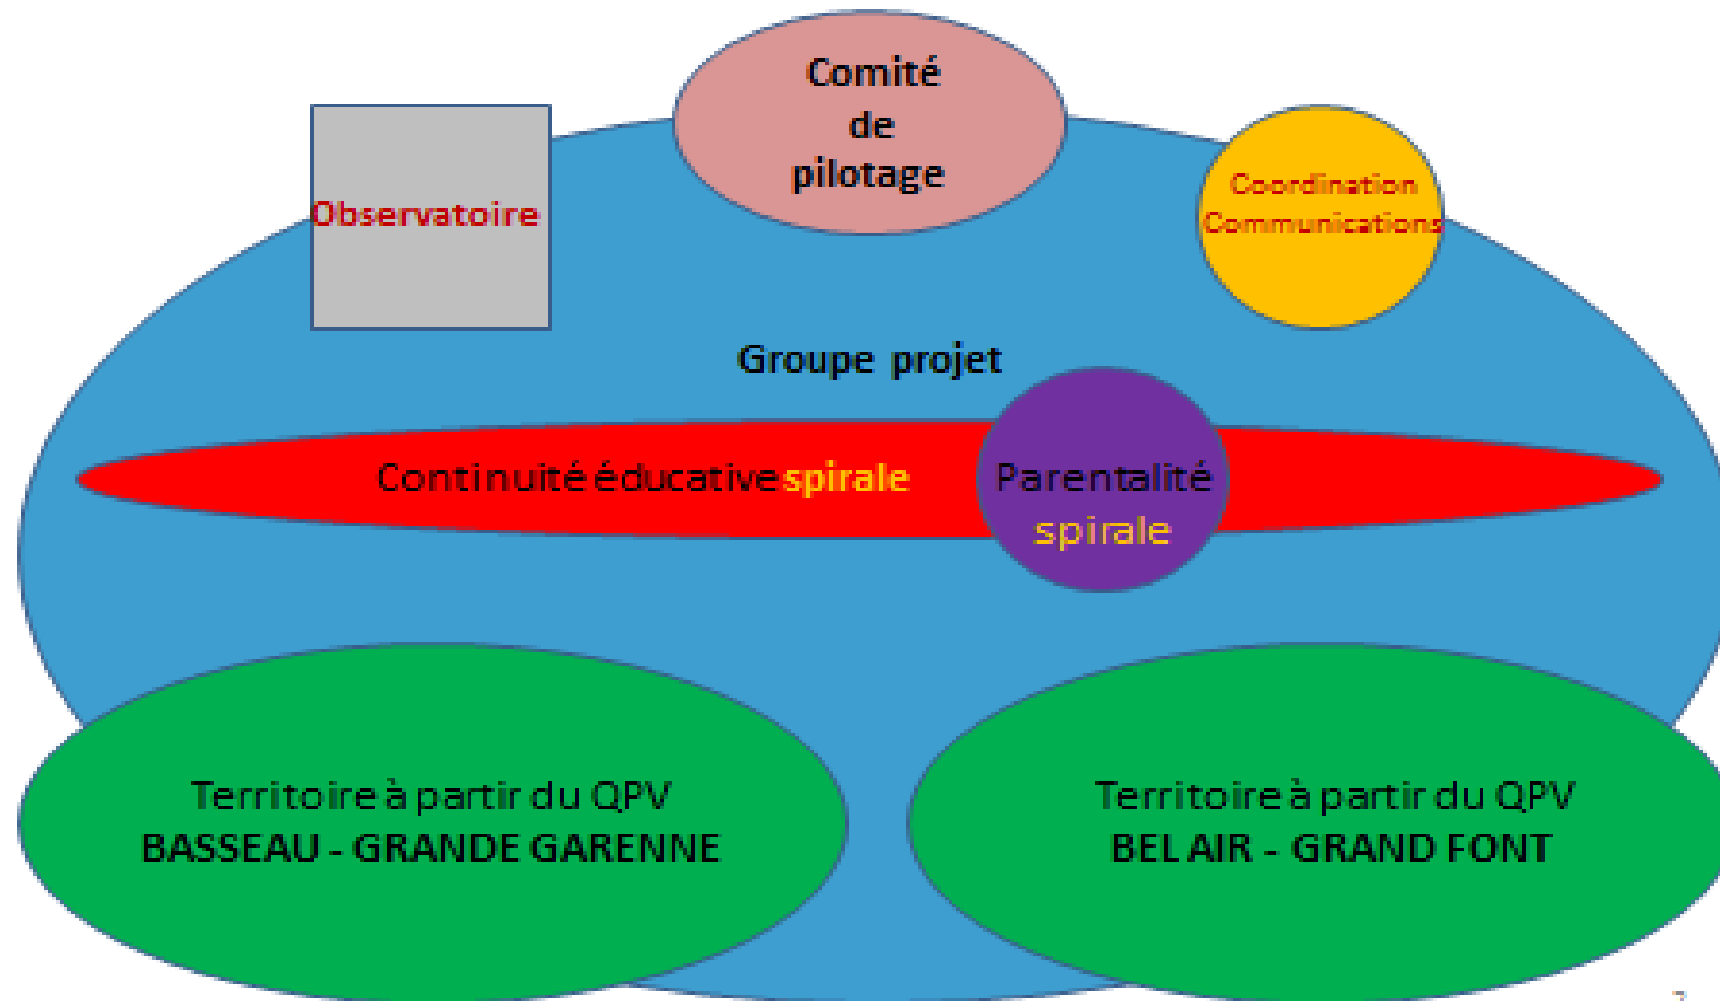 Comité
de
pilotage
Observatoire
Coordination
Communications
Groupe projet
Continuité éducative spirale
Parentalité
spirale
Territoire à partir du QPV
BASSEAU - GRANDE GARENNE
Territoire à partir du QPV
BEL AIR - GRAND FONT